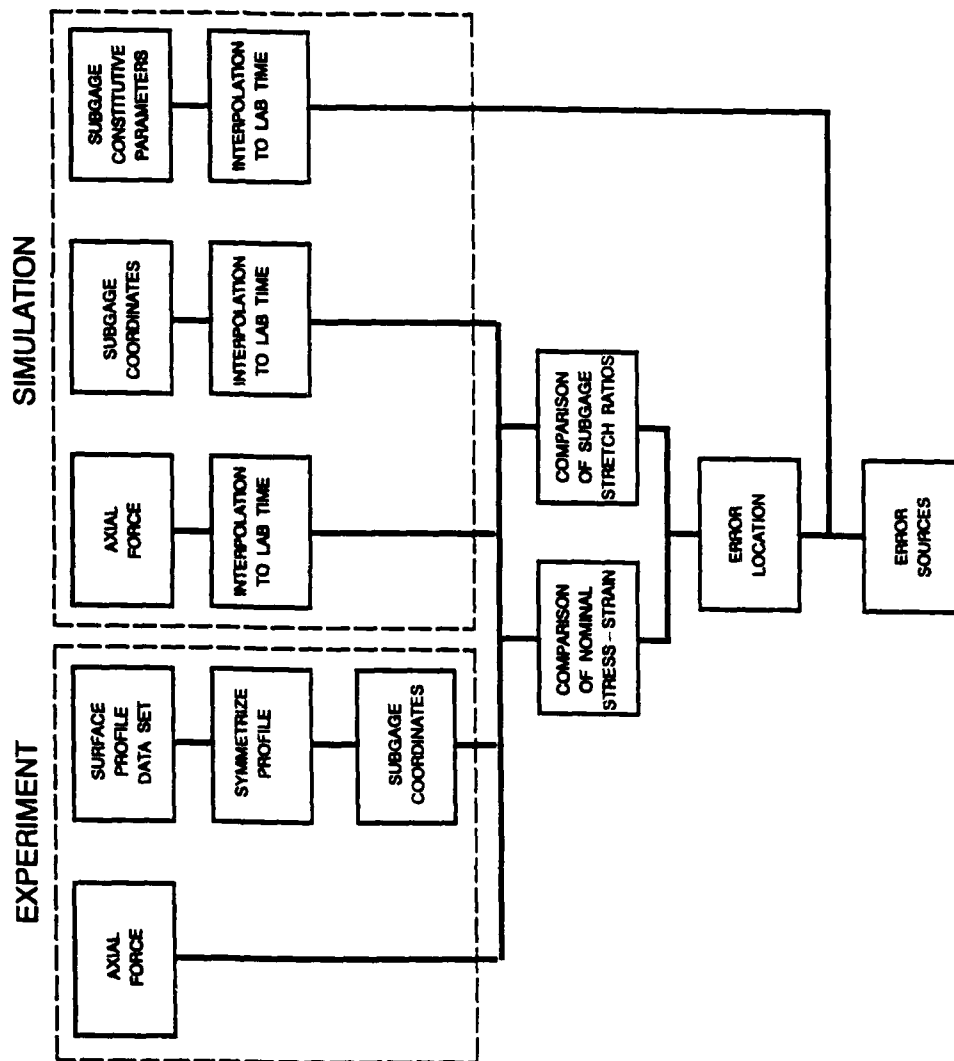 EXPERIMENT
AXIAL
FORCE
SURFACE
PROFILE
DATA SET
SYMMETRIZE
PROFILE
SUBGAGE
COORDINATES
SIMULATION
AXIAL
FORCE
INTERPOLATION
TO LAB TIME
SUBGAGE
COORDINATES
INTERPOLATION
TO LAB TIME
SUBGAGE
CONSTITUTIVE
PARAMETERS
INTERPOLATION
TO LAB TIME
COMPARISON
OF NOMINAL
STRESS-STRAIN
COMPARISON
OF SUBGAGE
STRETCH RATIOS
ERROR
LOCATION
ERROR
SOURCES